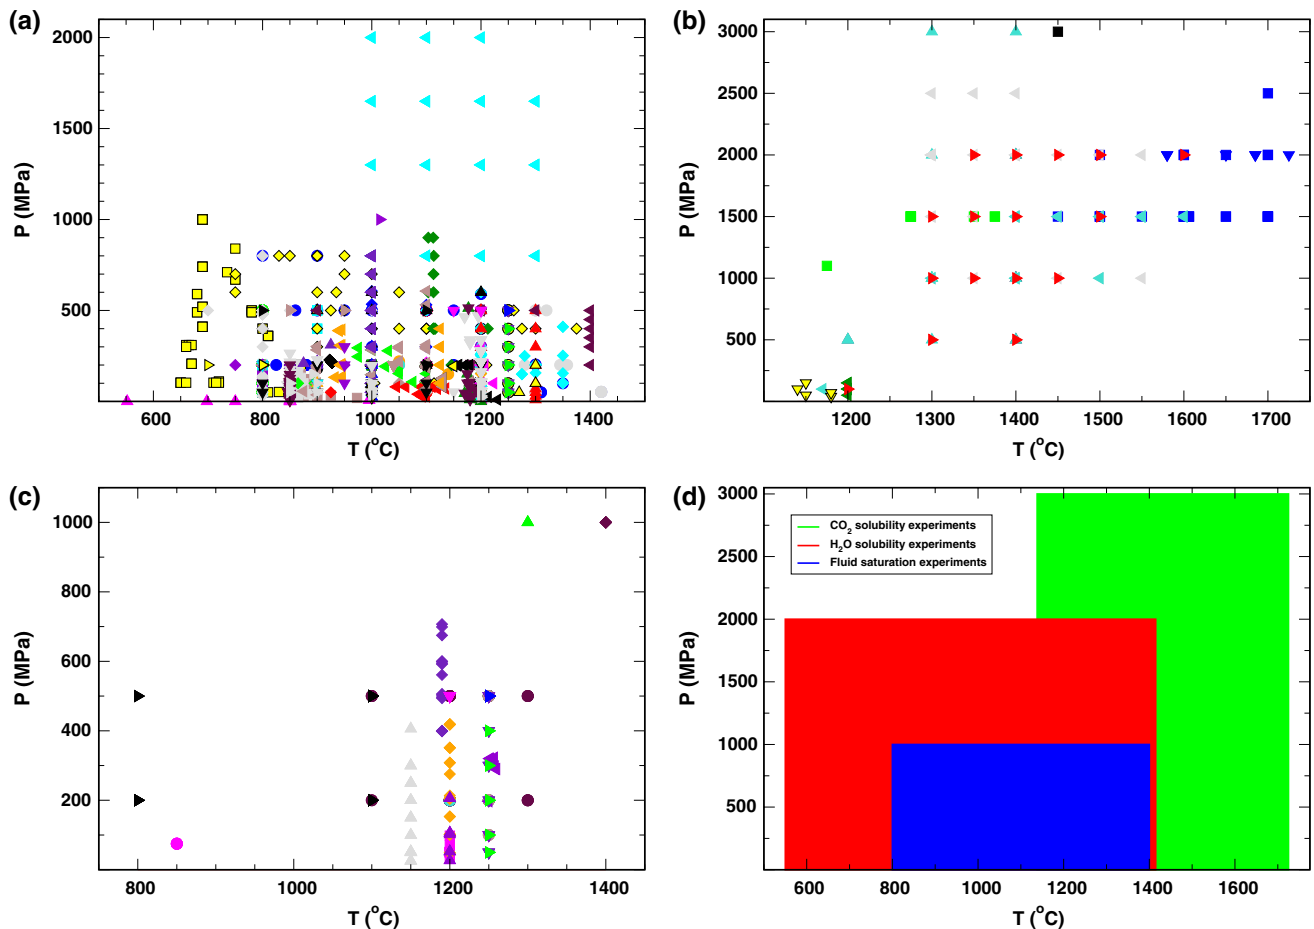 (a)
2000
1500
1000
500
P (MPa)
600
800
1000
1200
1400
T (°C)
(b)
3000
2500
2000
1500
1000
500
P (MPa)
1200
1300
1400
1500
1600
1700
T (°C)
(c)
1000
800
600
400
200
P (MPa)
800
1000
1200
1400
T (°C)
(d)
3000
2500
2000
1500
1000
500
P (MPa)
CO₂ solubility experiments
H₂O solubility experiments
Fluid saturation experiments
600
800
1000
1200
1400
1600
T (°C)